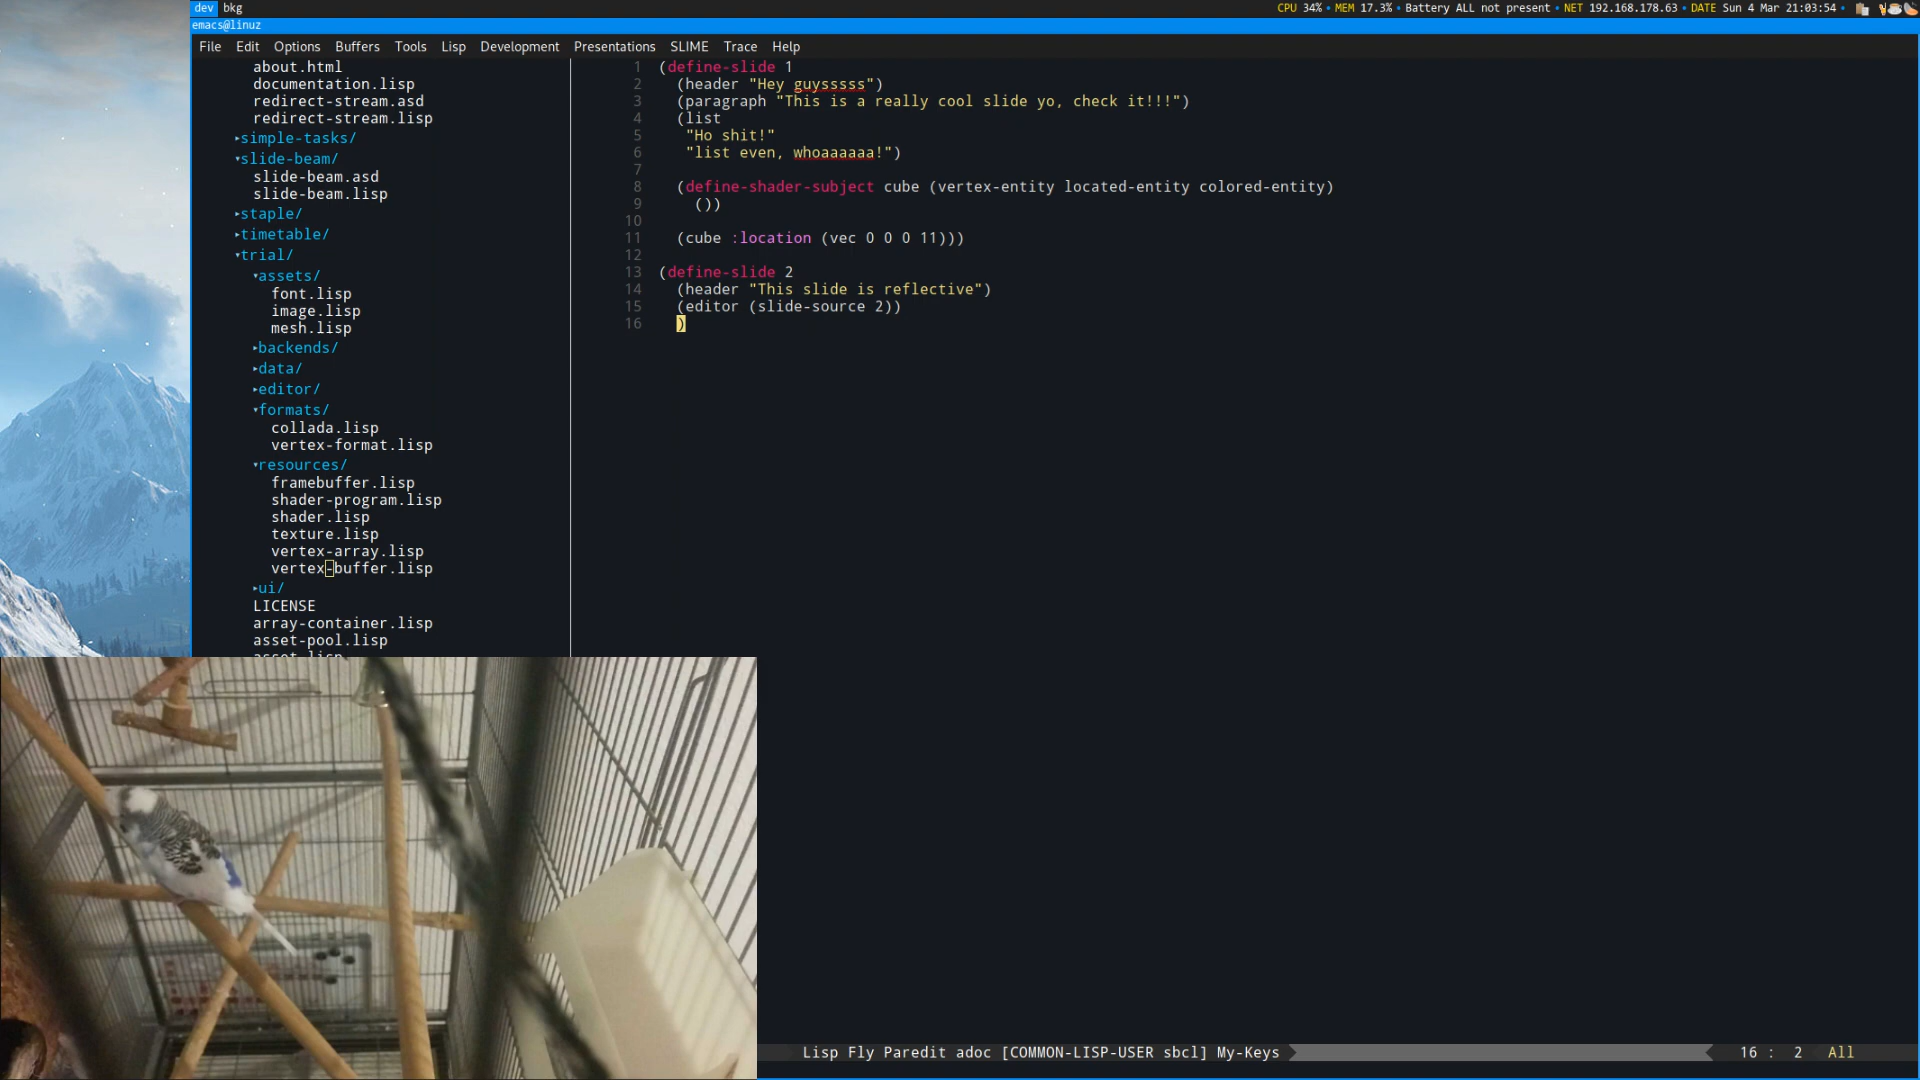 dev bkg
CPU 34% • MEM 17.3% • Battery ALL not present • NET 192.168.178.63 • DATE Sun 4 Mar 21:03:54 •
emacs@linuz
File Edit Options Buffers Tools Lisp Development Presentations SLIME Trace Help
about.html
documentation.lisp
redirect-stream.asd
redirect-stream.lisp
simple-tasks/
slide-beam/
slide-beam.asd
slide-beam.lisp
staple/
timetable/
trial/
assets/
font.lisp
image.lisp
mesh.lisp
backends/
data/
editor/
formats/
collada.lisp
vertex-format.lisp
resources/
framebuffer.lisp
shader-program.lisp
shader.lisp
texture.lisp
vertex-array.lisp
vertex-buffer.lisp
ui/
LICENSE
array-container.lisp
asset-pool.lisp
asset.lisp
1 (define-slide 1
2 (header "Hey guysssss")
3 (paragraph "This is a really cool slide yo, check it!!!")
4 (list
5 "Ho shit!"
6 "list even, whoaaaaaa!")
7
8 (define-shader-subject cube (vertex-entity located-entity colored-entity)
9 ())
10
11 (cube :location (vec 0 0 0 11)))
12
13 (define-slide 2
14 (header "This slide is reflective")
15 (editor (slide-source 2))
16 )
Lisp Fly Paredit adoc [COMMON-LISP-USER sbcl] My-Keys 16 : 2 All